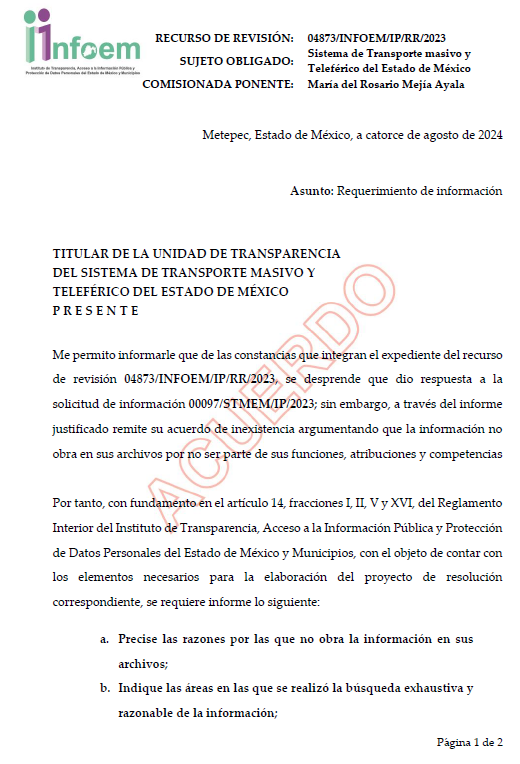 infoem
Instituto de Transparencia, Acceso a la Información Pública y
Protección de Datos Personales del Estado de México y Municipios
RECURSO DE REVISIÓN: 04873/INFOEM/IP/RR/2023
SUJETO OBLIGADO: Sistema de Transporte masivo y
Teleférico del Estado de México
COMISIONADA PONENTE: María del Rosario Mejía Ayala
Metepec, Estado de México, a catorce de agosto de 2024
Asunto: Requerimiento de información
TITULAR DE LA UNIDAD DE TRANSPARENCIA
DEL SISTEMA DE TRANSPORTE MASIVO Y
TELEFÉRICO DEL ESTADO DE MÉXICO
P R E S E N T E
ACUERDO
Me permito informarle que de las constancias que integran el expediente del recurso
de revisión 04873/INFOEM/IP/RR/2023, se desprende que dio respuesta a la
solicitud de información 00097/STMEM/IP/2023; sin embargo, a través del informe
justificado remite su acuerdo de inexistencia argumentando que la información no
obra en sus archivos por no ser parte de sus funciones, atribuciones y competencias
Por tanto, con fundamento en el artículo 14, fracciones I, II, V y XVI, del Reglamento
Interior del Instituto de Transparencia, Acceso a la Información Pública y Protección
de Datos Personales del Estado de México y Municipios, con el objeto de contar con
los elementos necesarios para la elaboración del proyecto de resolución
correspondiente, se requiere informe lo siguiente:
a. Precise las razones por las que no obra la información en sus
archivos;
b. Indique las áreas en las que se realizó la búsqueda exhaustiva y
razonable de la información;
Página 1 de 2